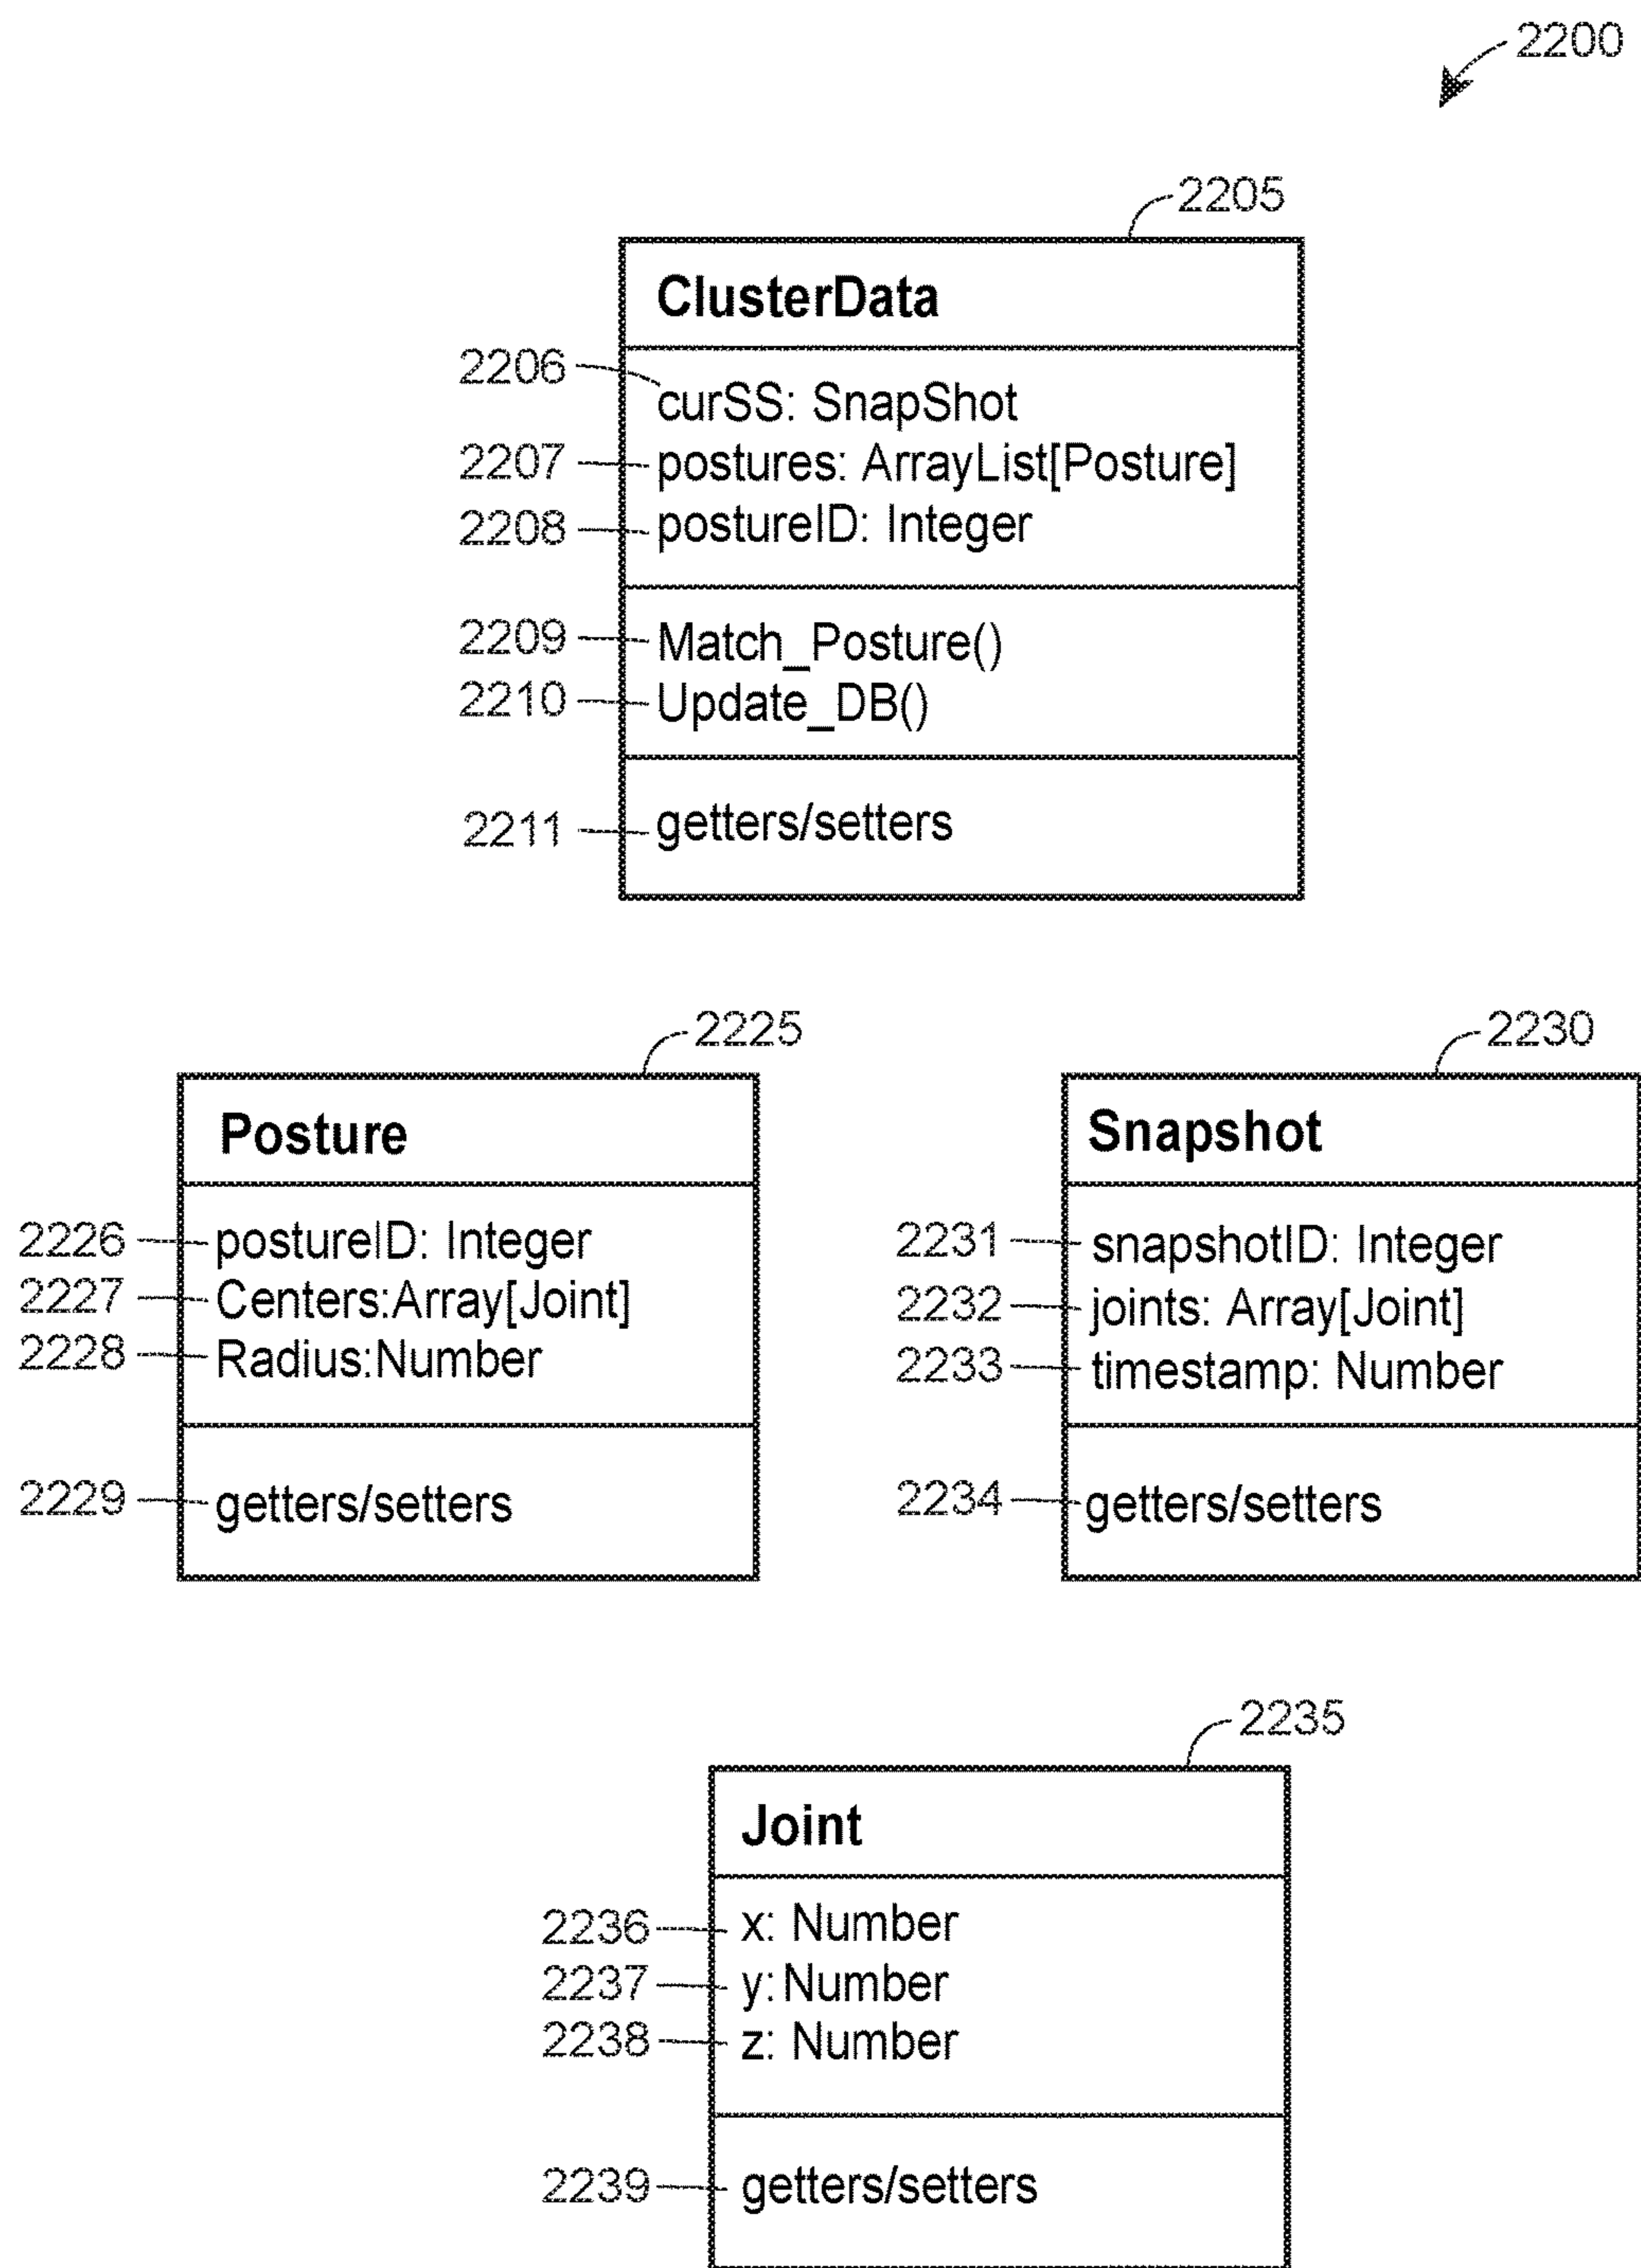 2200
2205
ClusterData
2206 curSS: SnapShot
2207 postures: ArrayList[Posture]
2208 postureID: Integer
2209 Match_Posture()
2210 Update_DB()
2211 getters/setters
2225
Posture
2226 postureID: Integer
2227 Centers:Array[Joint]
2228 Radius:Number
2229 getters/setters
2230
Snapshot
2231 snapshotID: Integer
2232 joints: Array[Joint]
2233 timestamp: Number
2234 getters/setters
2235
Joint
2236 x: Number
2237 y:Number
2238 z: Number
2239 getters/setters